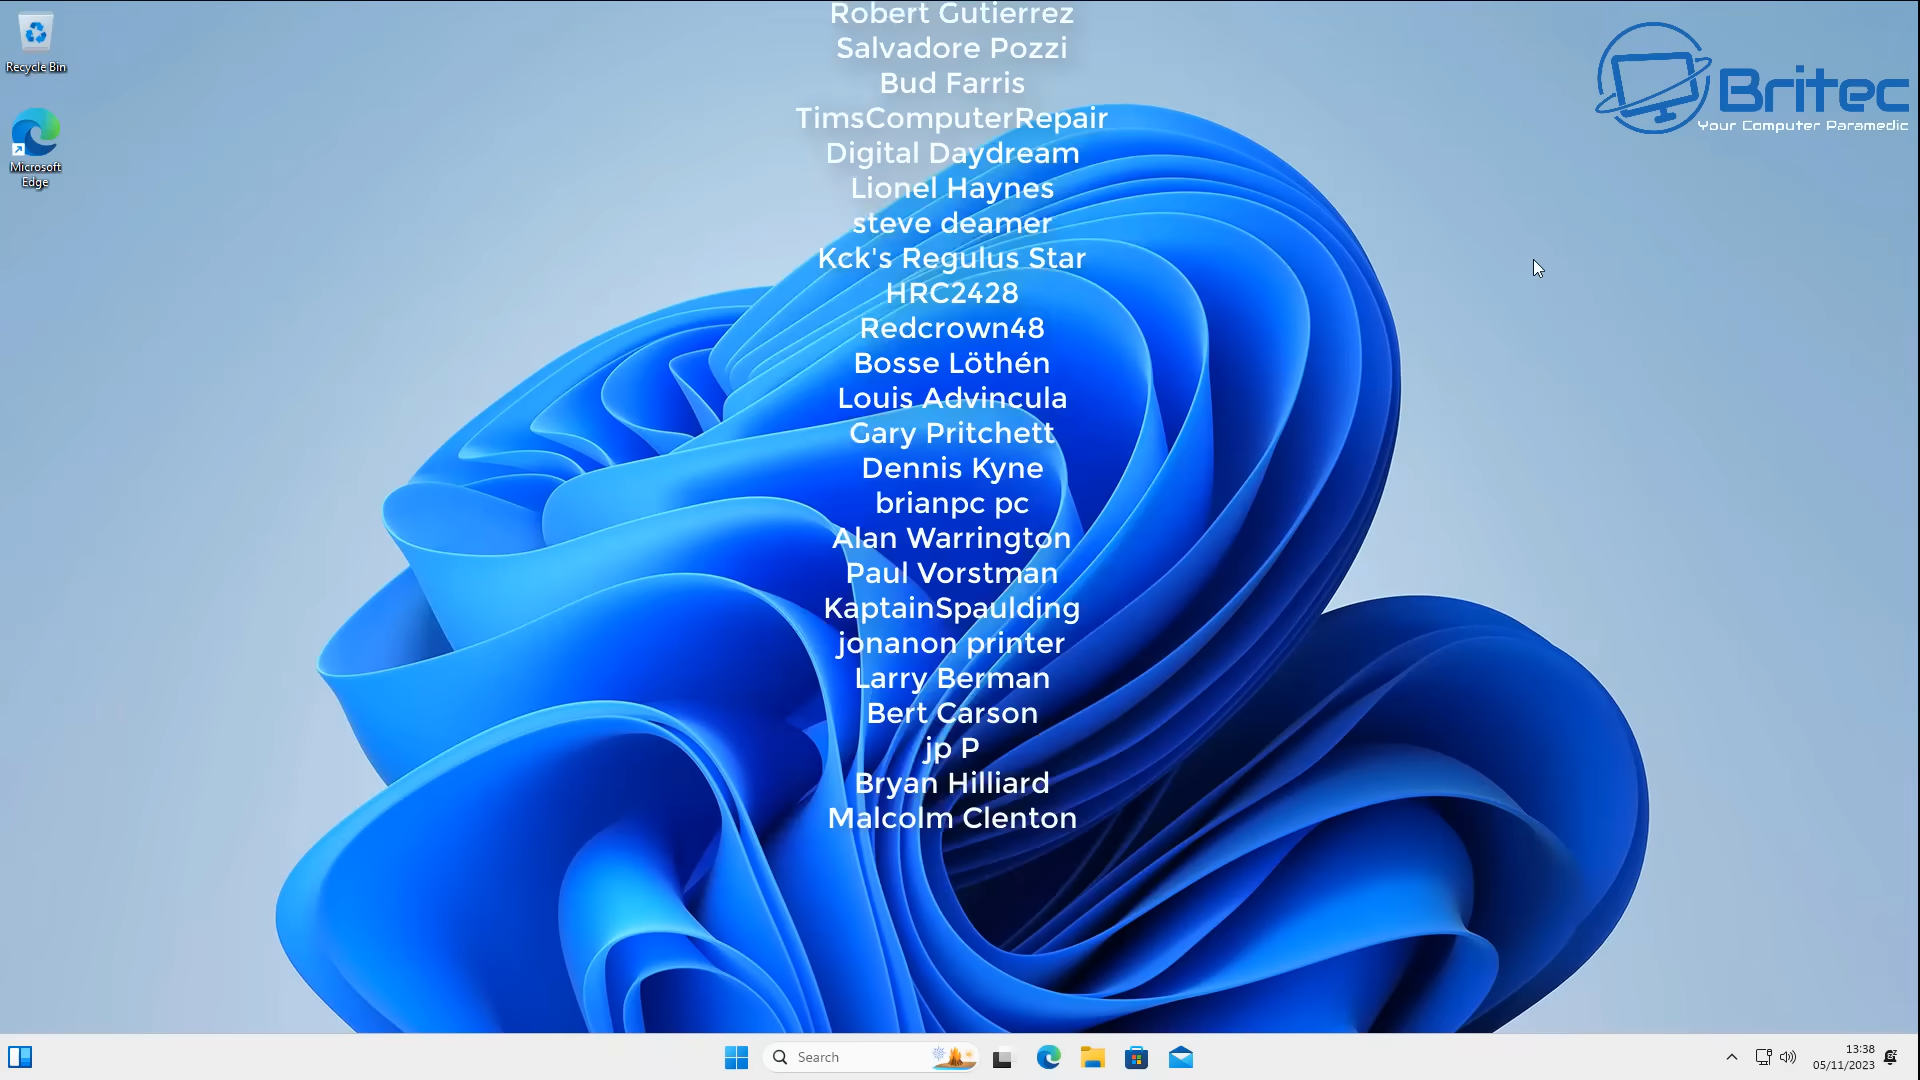 Recycle Bin
Microsoft
Edge
Robert Gutierrez
Salvadore Pozzi
Bud Farris
TimsComputerRepair
Digital Daydream
Lionel Haynes
steve deamer
Kck's Regulus Star
HRC2428
Redcrown48
Bosse Löthén
Louis Advincula
Gary Pritchett
Dennis Kyne
brianpc pc
Alan Warrington
Paul Vorstman
KaptainSpaulding
jonanon printer
Larry Berman
Bert Carson
jp P
Bryan Hilliard
Malcolm Clenton
Britec
Your Computer Paramedic
Search
13:38
05/11/2023